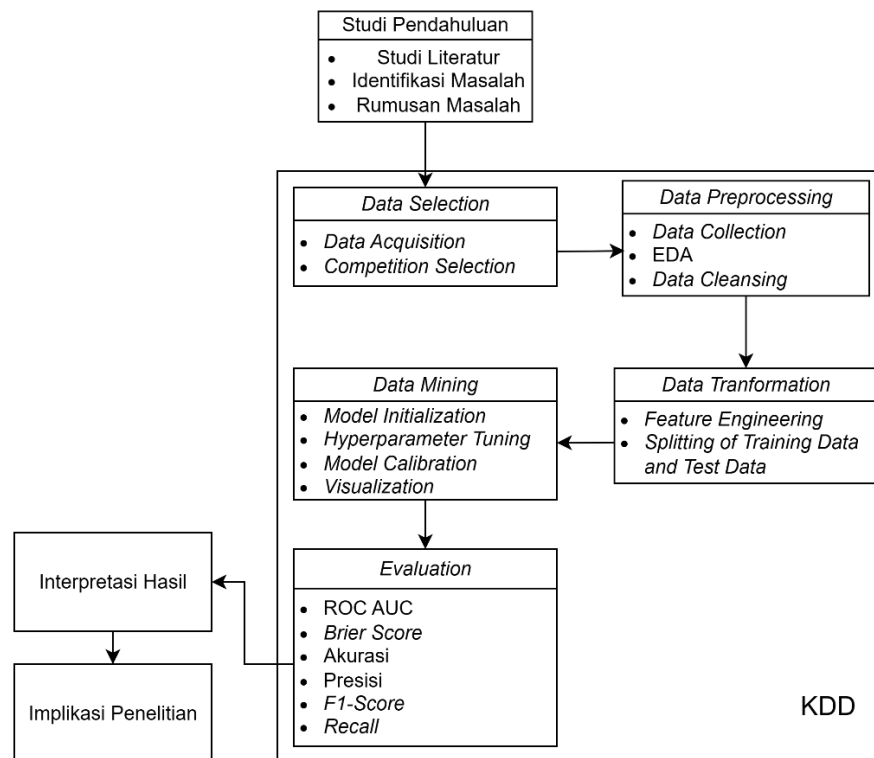 Studi Pendahuluan
• Studi Literatur
• Identifikasi Masalah
• Rumusan Masalah
Data Selection
• Data Acquisition
• Competition Selection
Data Preprocessing
• Data Collection
• EDA
• Data Cleansing
Data Tranformation
• Feature Engineering
• Splitting of Training Data
and Test Data
Data Mining
• Model Initialization
• Hyperparameter Tuning
• Model Calibration
• Visualization
Evaluation
• ROC AUC
• Brier Score
• Akurasi
• Presisi
• F1-Score
• Recall
KDD
Interpretasi Hasil
Implikasi Penelitian